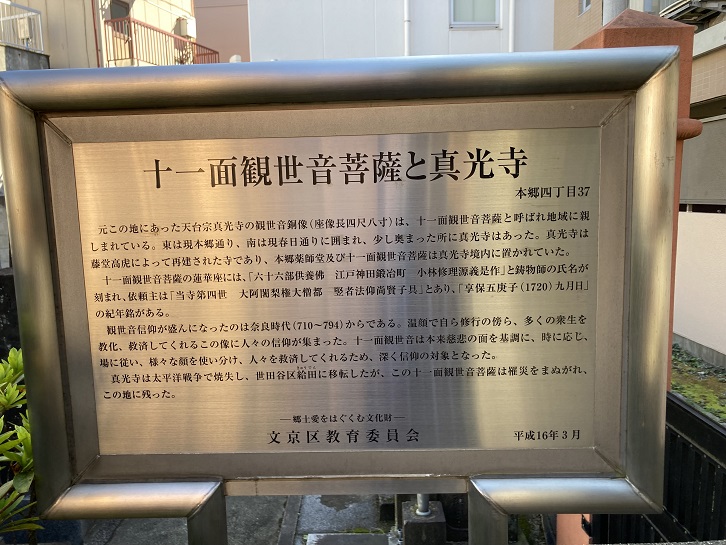 十一面観世音菩薩と真光寺
本郷四丁目37
元この地にあった天台宗真光寺の観世音銅像(座像長四尺八寸)は、十一面観世音菩薩と呼ばれ地域に親
しまれている。東は現本郷通り、南は現春日通りに囲まれ、少し奥まった所に真光寺はあった。真光寺は
藤堂高虎によって再建された寺であり、本郷薬師堂及び十一面観世音菩薩は真光寺境内に置かれていた。
十一面観世音菩薩の蓮華座には、「六十六部供養佛 江戸神田鍛冶町 小林修理源義是作」と鋳物師の氏名が
刻まれ、依頼主は「当寺第四世 大阿闍梨権大僧都 竪者法仰尚賢子具」とあり、「享保五庚子(1720)九月日」
の紀年銘がある。
観世音信仰が盛んになったのは奈良時代(710~794)からである。温顔で自ら修行の傍ら、多くの衆生を
教化、救済してくれるこの像に人々の信仰が集まった。十一面観世音は本来慈悲の面を基調に、時に応じ、
場に従い、様々な顔を使い分け、人々を救済してくれるため、深く信仰の対象となった。
真光寺は太平洋戦争で焼失し、世田谷区給田に移転したが、この十一面観世音菩薩は罹災をまぬがれ、
この地に残った。
―郷土愛をはぐくむ文化財―
文京区教育委員会
平成16年3月